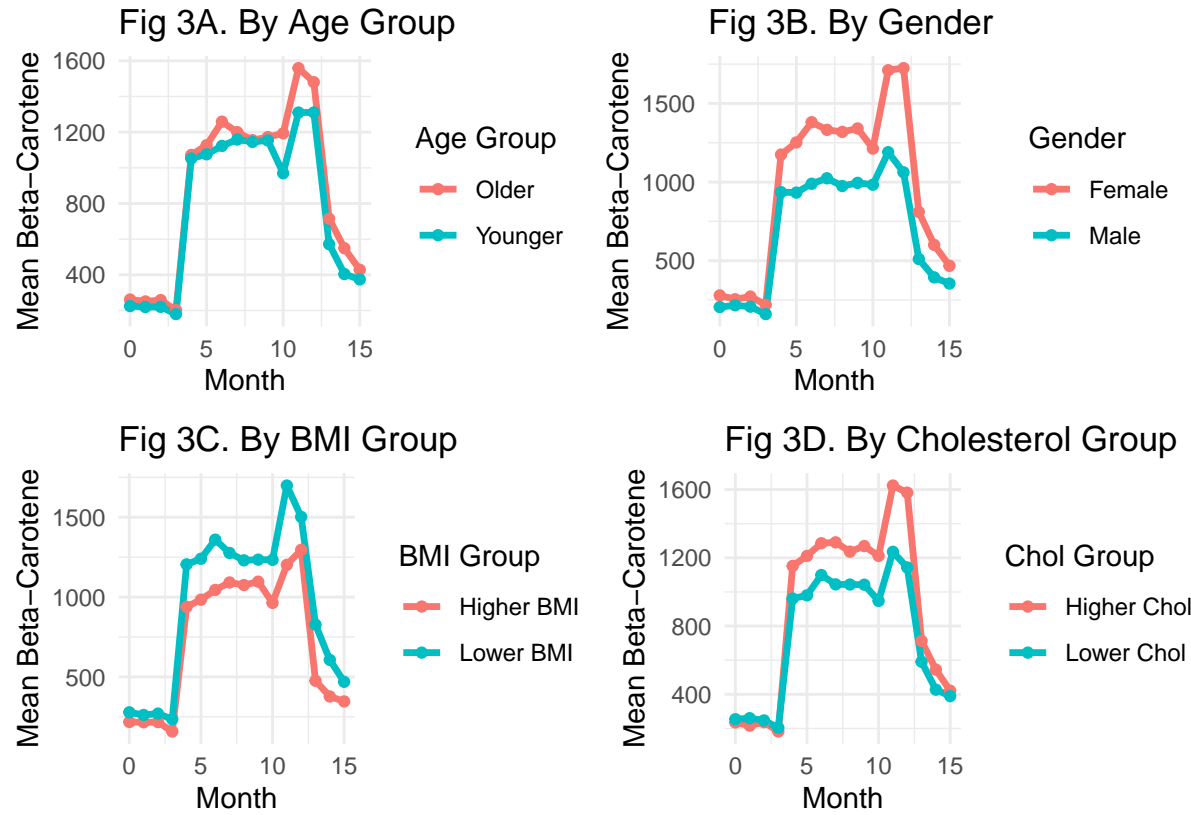 Fig 3A. By Age Group
Mean Beta−Carotene
1600
1200
800
400
0 5 10 15
Month
Age Group
Older
Younger
Fig 3B. By Gender
Mean Beta−Carotene
1500
1000
500
0 5 10 15
Month
Gender
Female
Male
Fig 3C. By BMI Group
Mean Beta−Carotene
1500
1000
500
0 5 10 15
Month
BMI Group
Higher BMI
Lower BMI
Fig 3D. By Cholesterol Group
Mean Beta−Carotene
1600
1200
800
400
0 5 10 15
Month
Chol Group
Higher Chol
Lower Chol